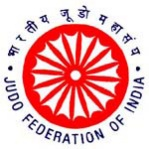 भारतीय जूडो महासंघ
· JUDO FEDERATION OF INDIA ·